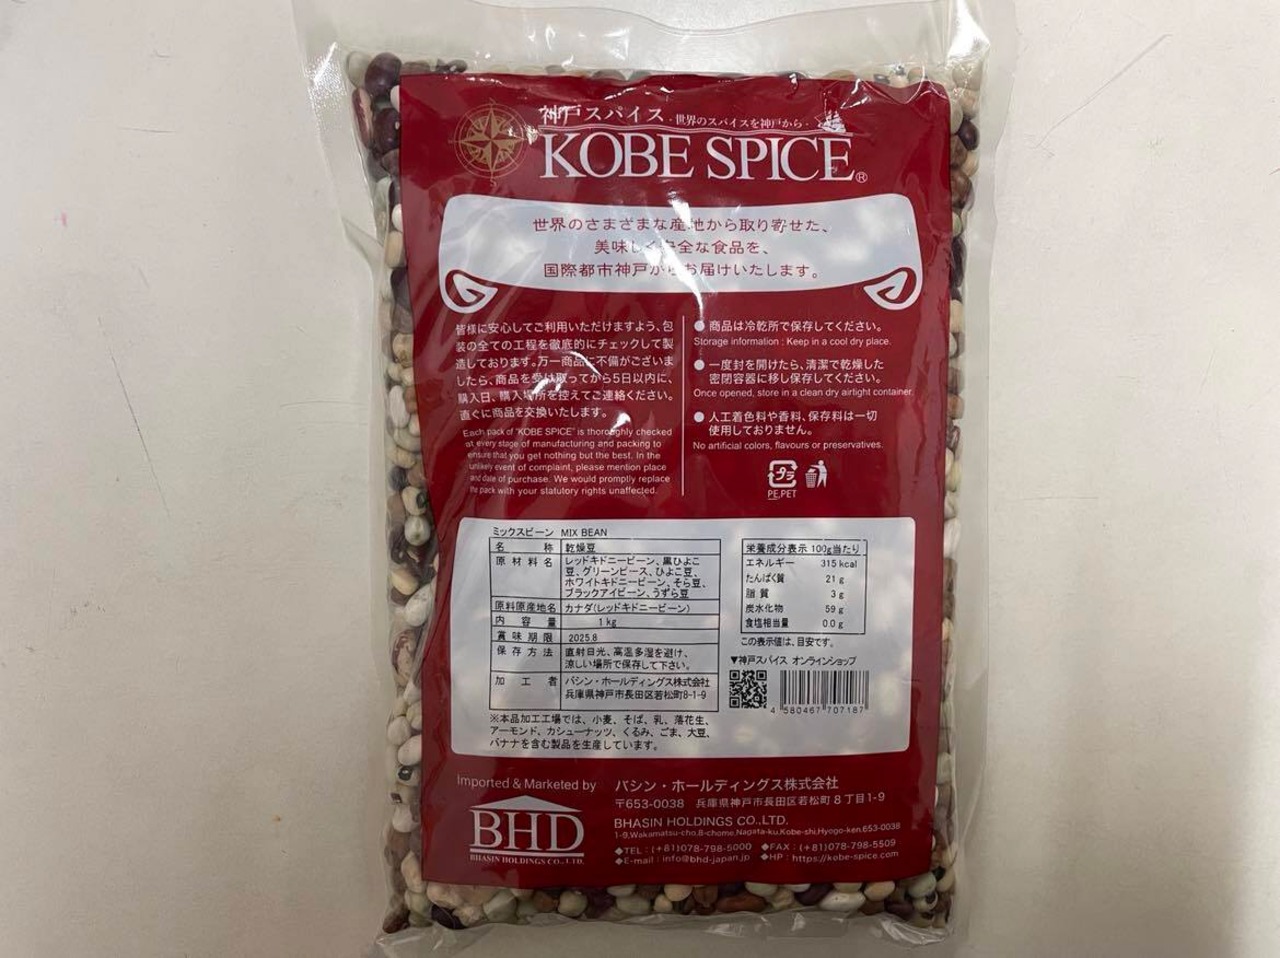 神戸スパイス -世界のスパイスを神戸から-
KOBE SPICE®
世界のさまざまな産地から取り寄せた、
美味しく安全な食品を、
国際都市神戸からお届けいたします。
皆様に安心してご利用いただけますよう、包
装の全ての工程を徹底的にチェックして製
造しております。万一商品に不備がございま
したら、商品を受け取ってから5日以内に、
購入日、購入場所を控えてご連絡ください。
直ぐに商品を交換いたします。
Each pack of "KOBE SPICE" is thoroughly checked
at every stage of manufacturing and packing to
ensure that you get nothing but the best. In the
unlikely event of complaint, please mention place
and date of purchase. We would promptly replace
the pack with your statutory rights unaffected.
●商品は冷乾所で保存してください。
Storage information : Keep in a cool dry place.
●一度封を開けたら、清潔で乾燥した
密閉容器に移し保存してください。
Once opened, store in a clean dry airtight container.
●人工着色料や香料、保存料は一切
使用しておりません。
No artificial colors, flavours or preservatives.
プラ
PE,PET
ミックスビーン MIX BEAN
名称 乾燥豆
原材料名 レッドキドニービーン、黒ひよこ
豆、グリーンピース、ひよこ豆、
ホワイトキドニービーン、そら豆、
ブラックアイビーン、うずら豆
原料原産地名 カナダ(レッドキドニービーン)
内容量 1kg
賞味期限 2025.8
保存方法 直射日光、高温多湿を避け、
涼しい場所で保存して下さい。
加工者 バシン・ホールディングス株式会社
兵庫県神戸市長田区若松町8-1-9
※本品加工工場では、小麦、そば、乳、落花生、
アーモンド、カシューナッツ、くるみ、ごま、大豆、
バナナを含む製品を生産しています。
栄養成分表示 100g当たり
エネルギー 315 kcal
たんぱく質 21 g
脂質 3 g
炭水化物 59 g
食塩相当量 0.0 g
この表示値は、目安です。
▼神戸スパイス オンラインショップ
4 580467 707187
Imported & Marketed by
BHD
BHASIN HOLDINGS CO., LTD.
バシン・ホールディングス株式会社
〒653-0038 兵庫県神戸市長田区若松町8丁目1-9
BHASIN HOLDINGS CO.,LTD.
1-9,Wakamatsu-cho,8-chome,Nagata-ku,Kobe-shi,Hyogo-ken.653-0038
◆TEL : (+81)078-798-5000 ◆FAX : (+81)078-798-5509
◆E-mail : info@bhd-japan.jp ◆HP : https://kobe-spice.com